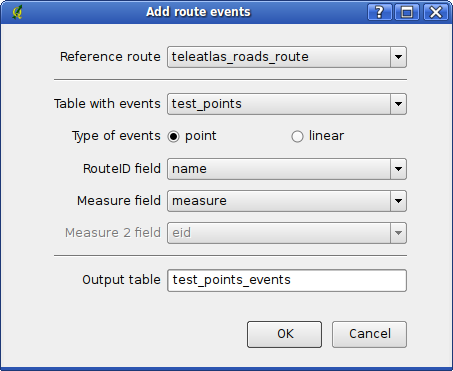 Add route events
Reference route teleatlas_roads_route
Table with events test_points
Type of events point linear
RouteID field name
Measure field measure
Measure 2 field eid
Output table test_points_events
OK Cancel